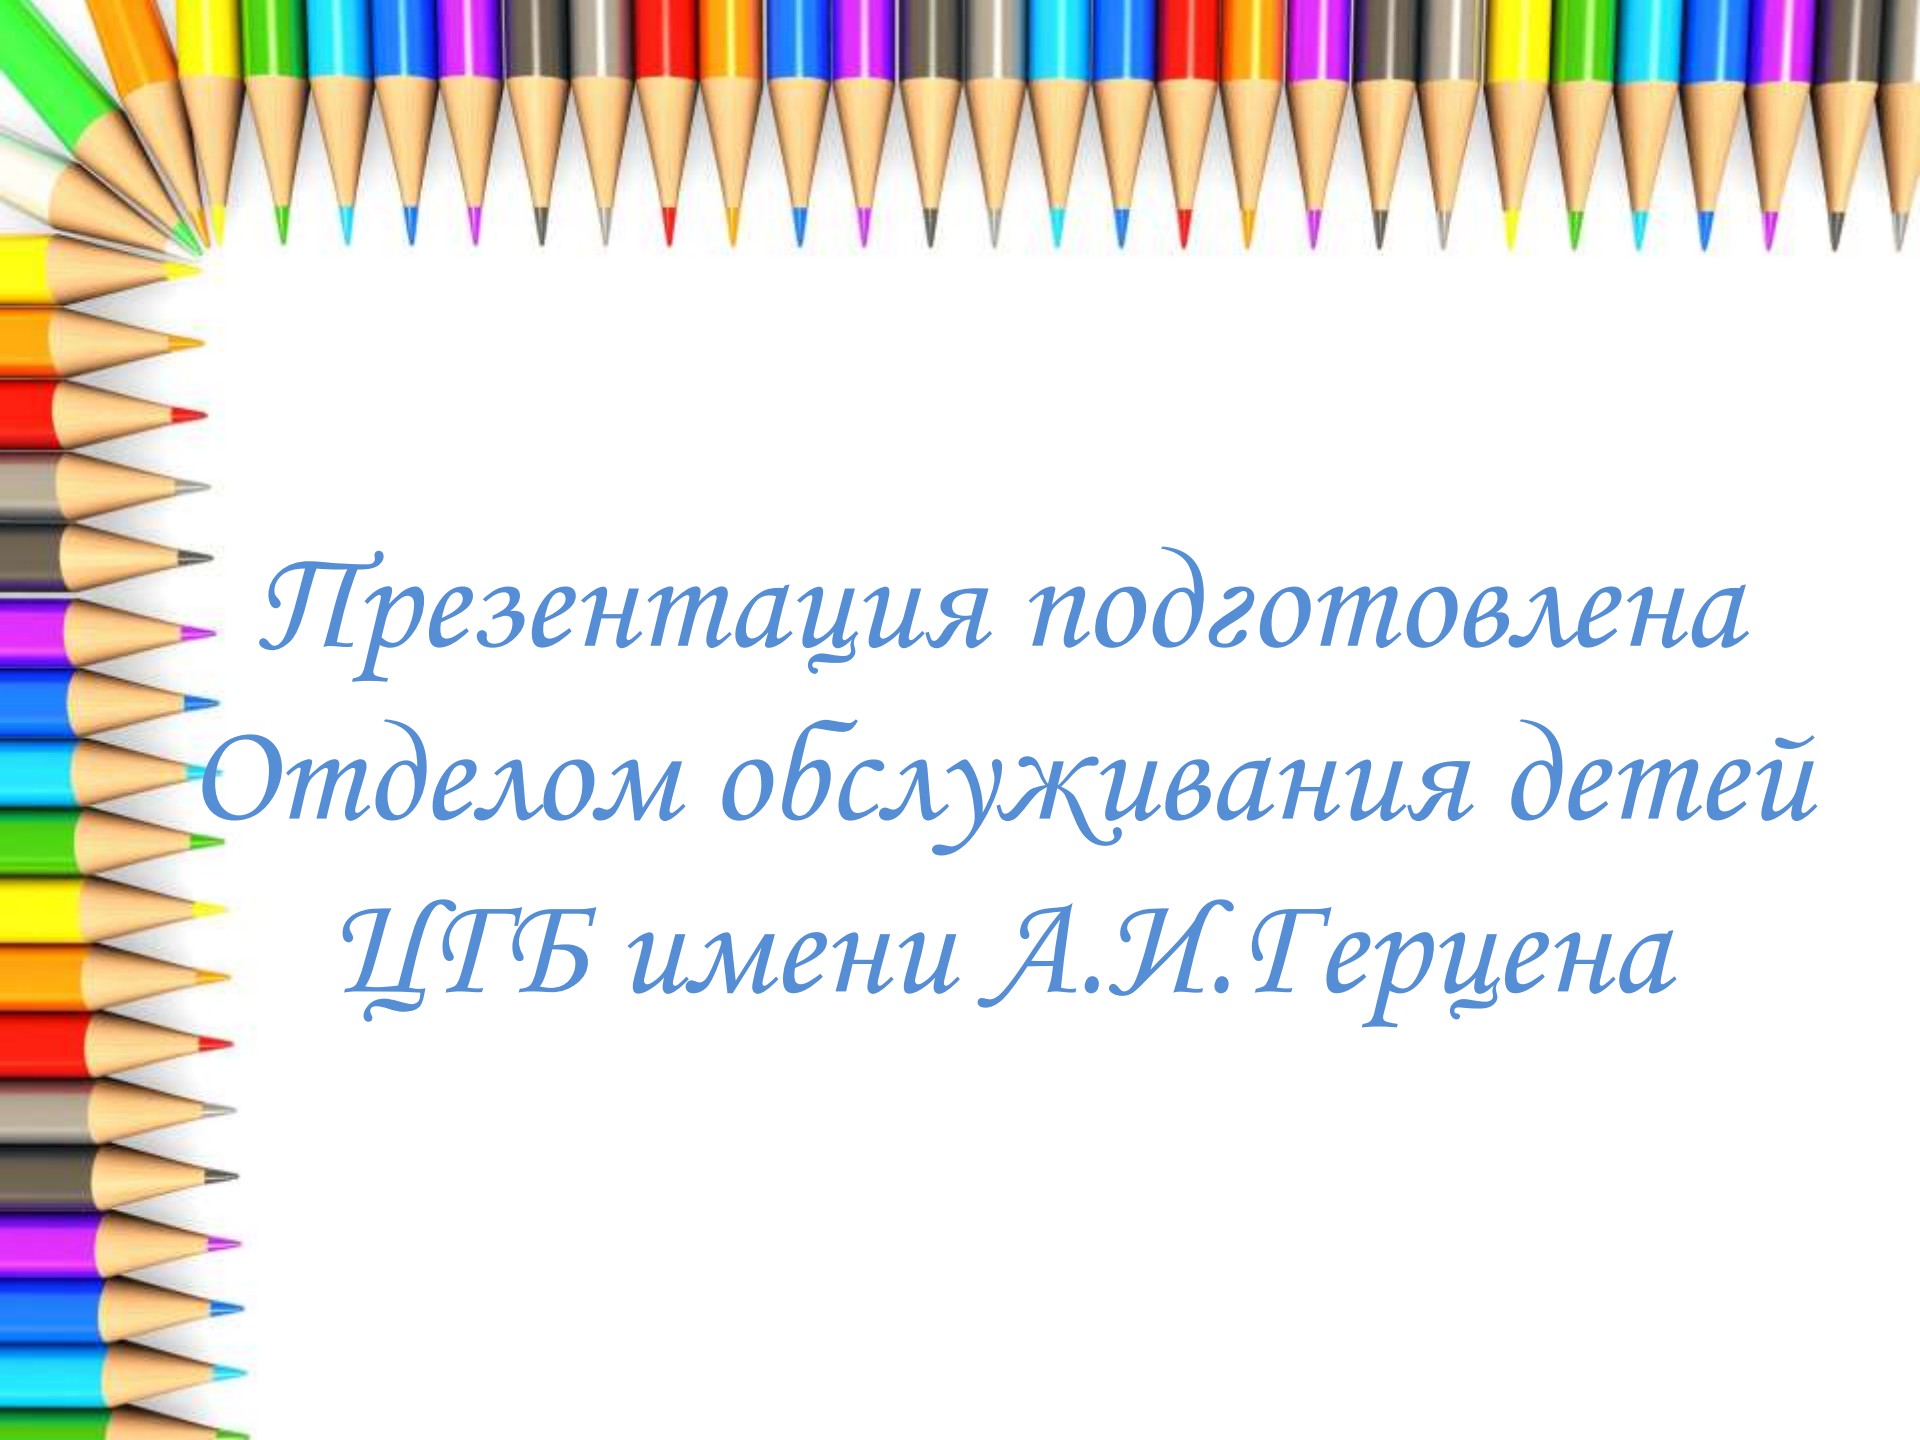 Презентация подготовлена
Отделом обслуживания детей
ЦГБ имени А.И.Герцена